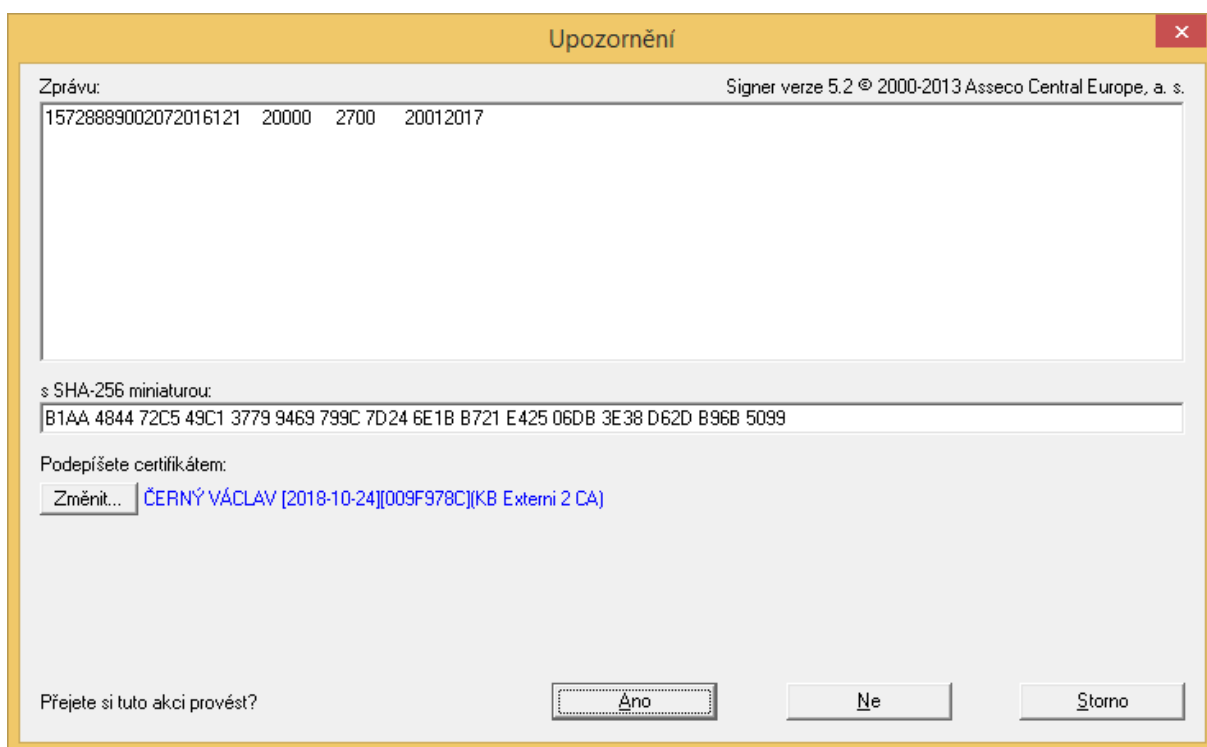 Upozornění
Zprávu: Signer verze 5.2 © 2000-2013 Asseco Central Europe, a. s.
15728889002072016121 20000 2700 20012017
s SHA-256 miniaturou:
B1AA 4844 72C5 49C1 3779 9469 799C 7D24 6E1B B721 E425 06DB 3E38 D62D B96B 5099
Podepíšete certifikátem:
Změnit... ČERNÝ VÁCLAV [2018-10-24][009F978C](KB Externi 2 CA)
Přejete si tuto akci provést? Ano Ne Storno